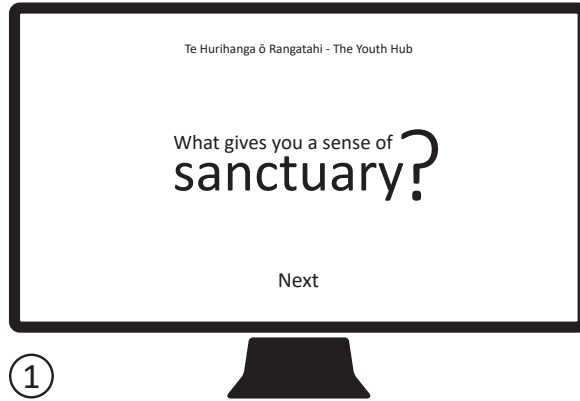 Te Hurihanga ō Rangatahi - The Youth Hub
What gives you a sense of
sanctuary?
Next
1